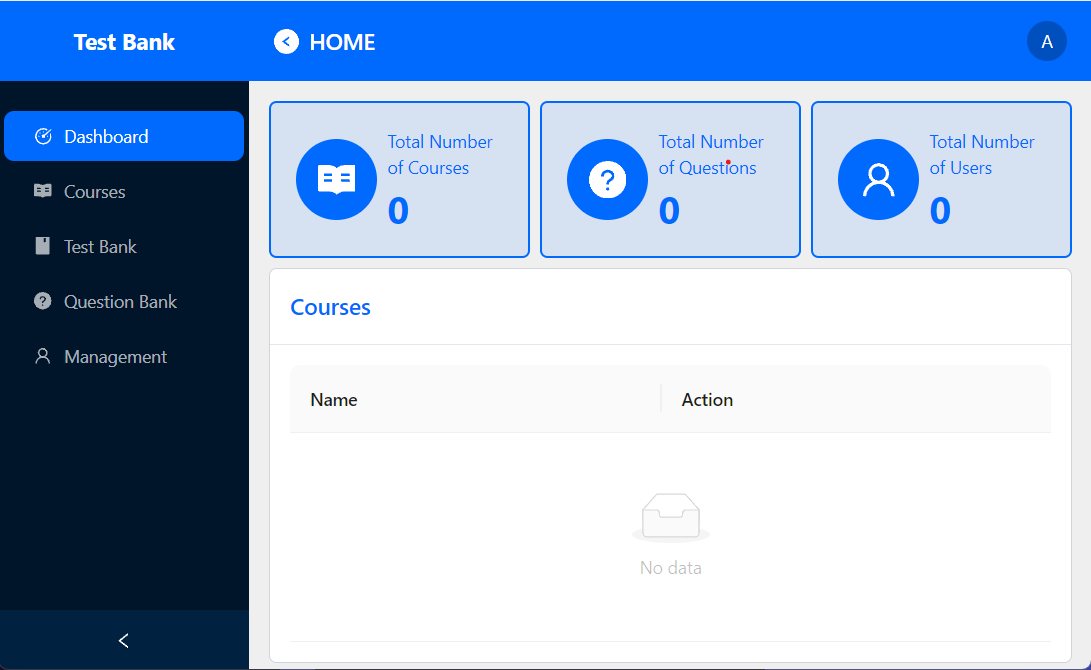 Test Bank
HOME
A
Dashboard
Courses
Test Bank
Question Bank
Management
Total Number
of Courses
0
Total Number
of Questions
0
Total Number
of Users
0
Courses
Name
Action
No data